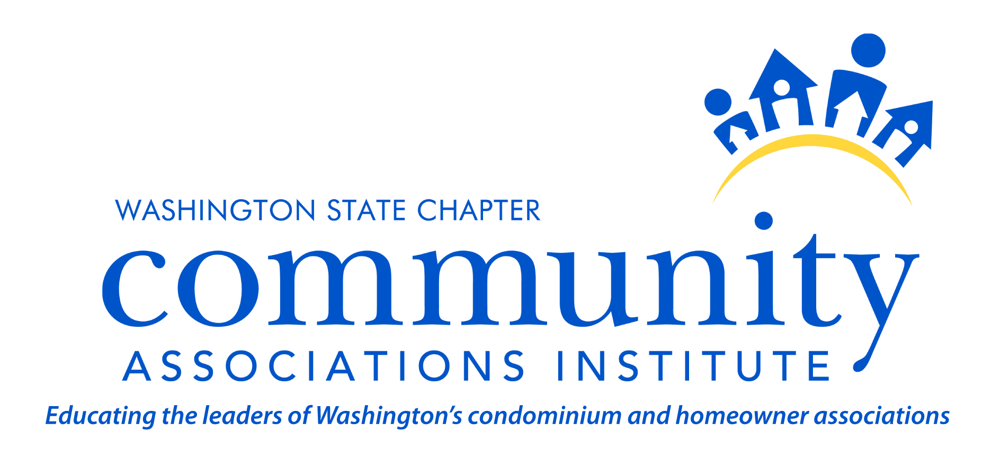 WASHINGTON STATE CHAPTER
community
ASSOCIATIONS INSTITUTE
Educating the leaders of Washington’s condominium and homeowner associations